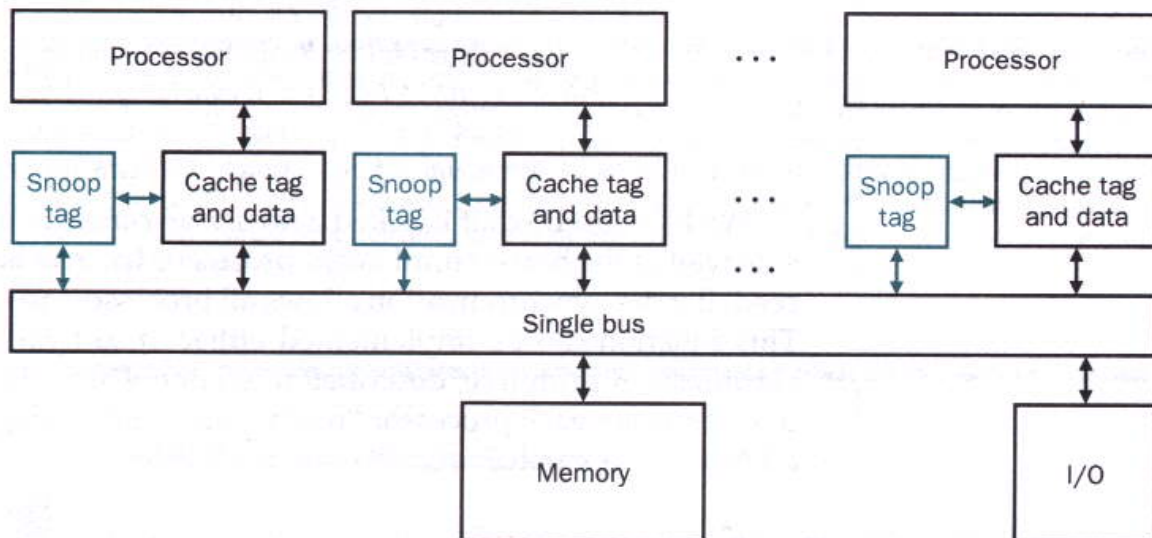 Processor
Processor
...
Processor
Snoop
tag
Cache tag
and data
Snoop
tag
Cache tag
and data
...
Snoop
tag
Cache tag
and data
...
Single bus
Memory
I/O